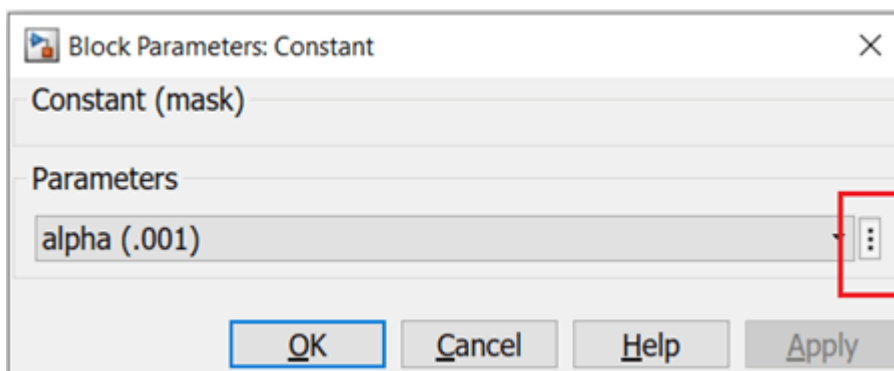 Block Parameters: Constant
Constant (mask)
Parameters
alpha (.001)
OK Cancel Help Apply